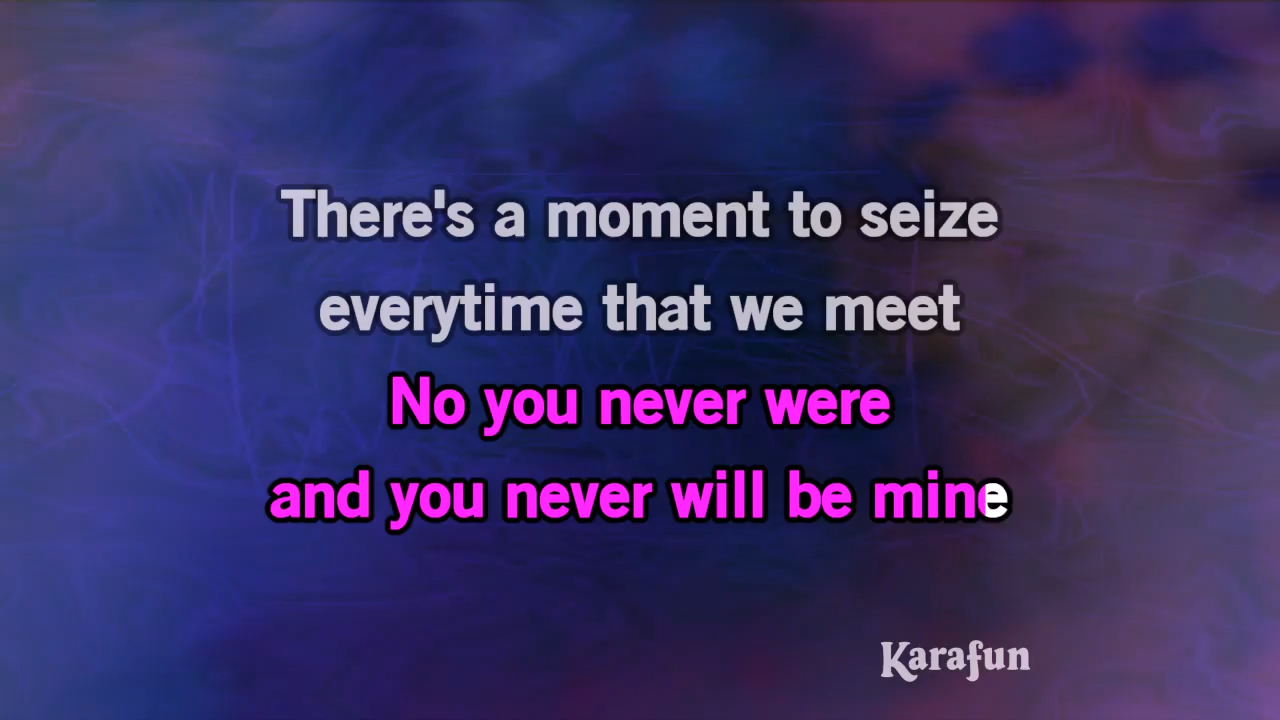 There's a moment to seize
everytime that we meet
No you never were
and you never will be mine
Karafun